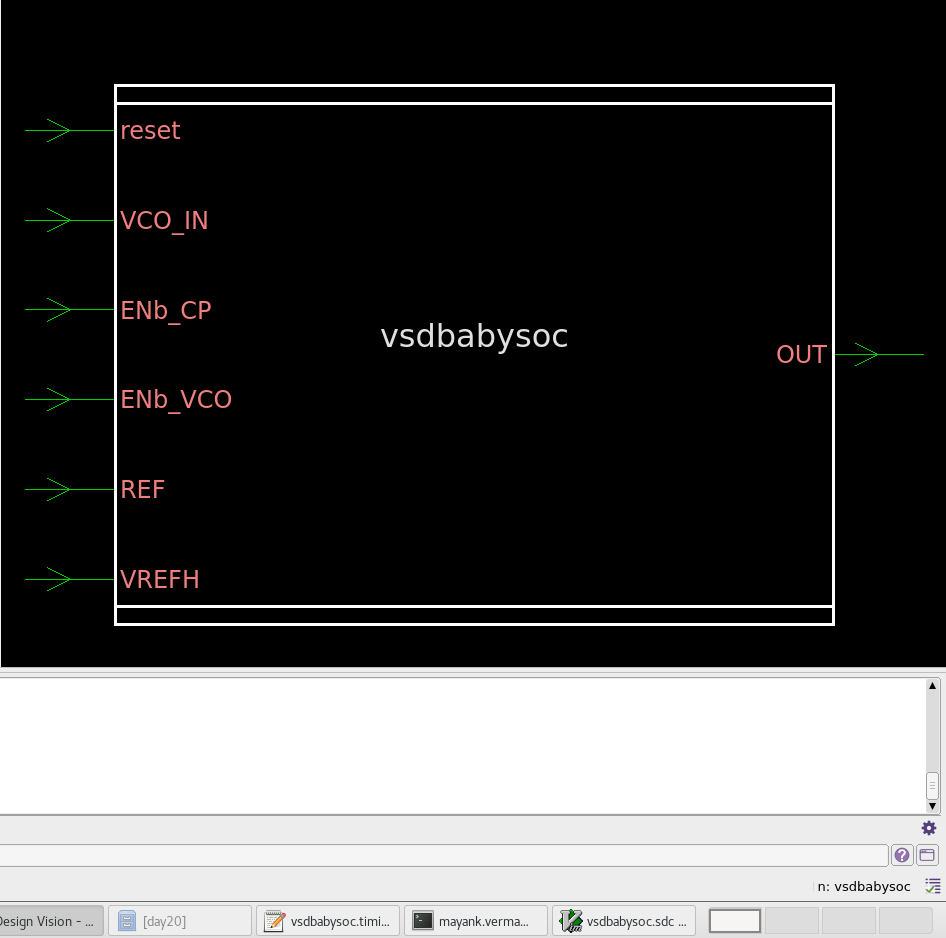 reset
VCO_IN
ENb_CP
vsdbabysoc
OUT
ENb_VCO
REF
VREFH
n: vsdbabysoc
Design Vision - ...
[day20]
vsdbabysoc.timi...
mayank.verma...
vsdbabysoc.sdc ...